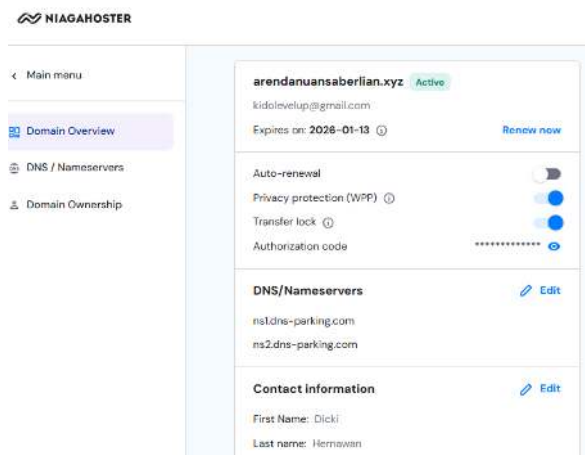 NIAGAHOSTER
Main menu
Domain Overview
DNS / Nameservers
Domain Ownership
arendanuansaberlian.xyz Active
kidolevelup@gmail.com
Expires on: 2026-01-13 Renew now
Auto-renewal
Privacy protection (WPP)
Transfer lock
Authorization code ************
DNS/Nameservers Edit
ns1.dns-parking.com
ns2.dns-parking.com
Contact information Edit
First Name: Dicki
Last name: Hernawan